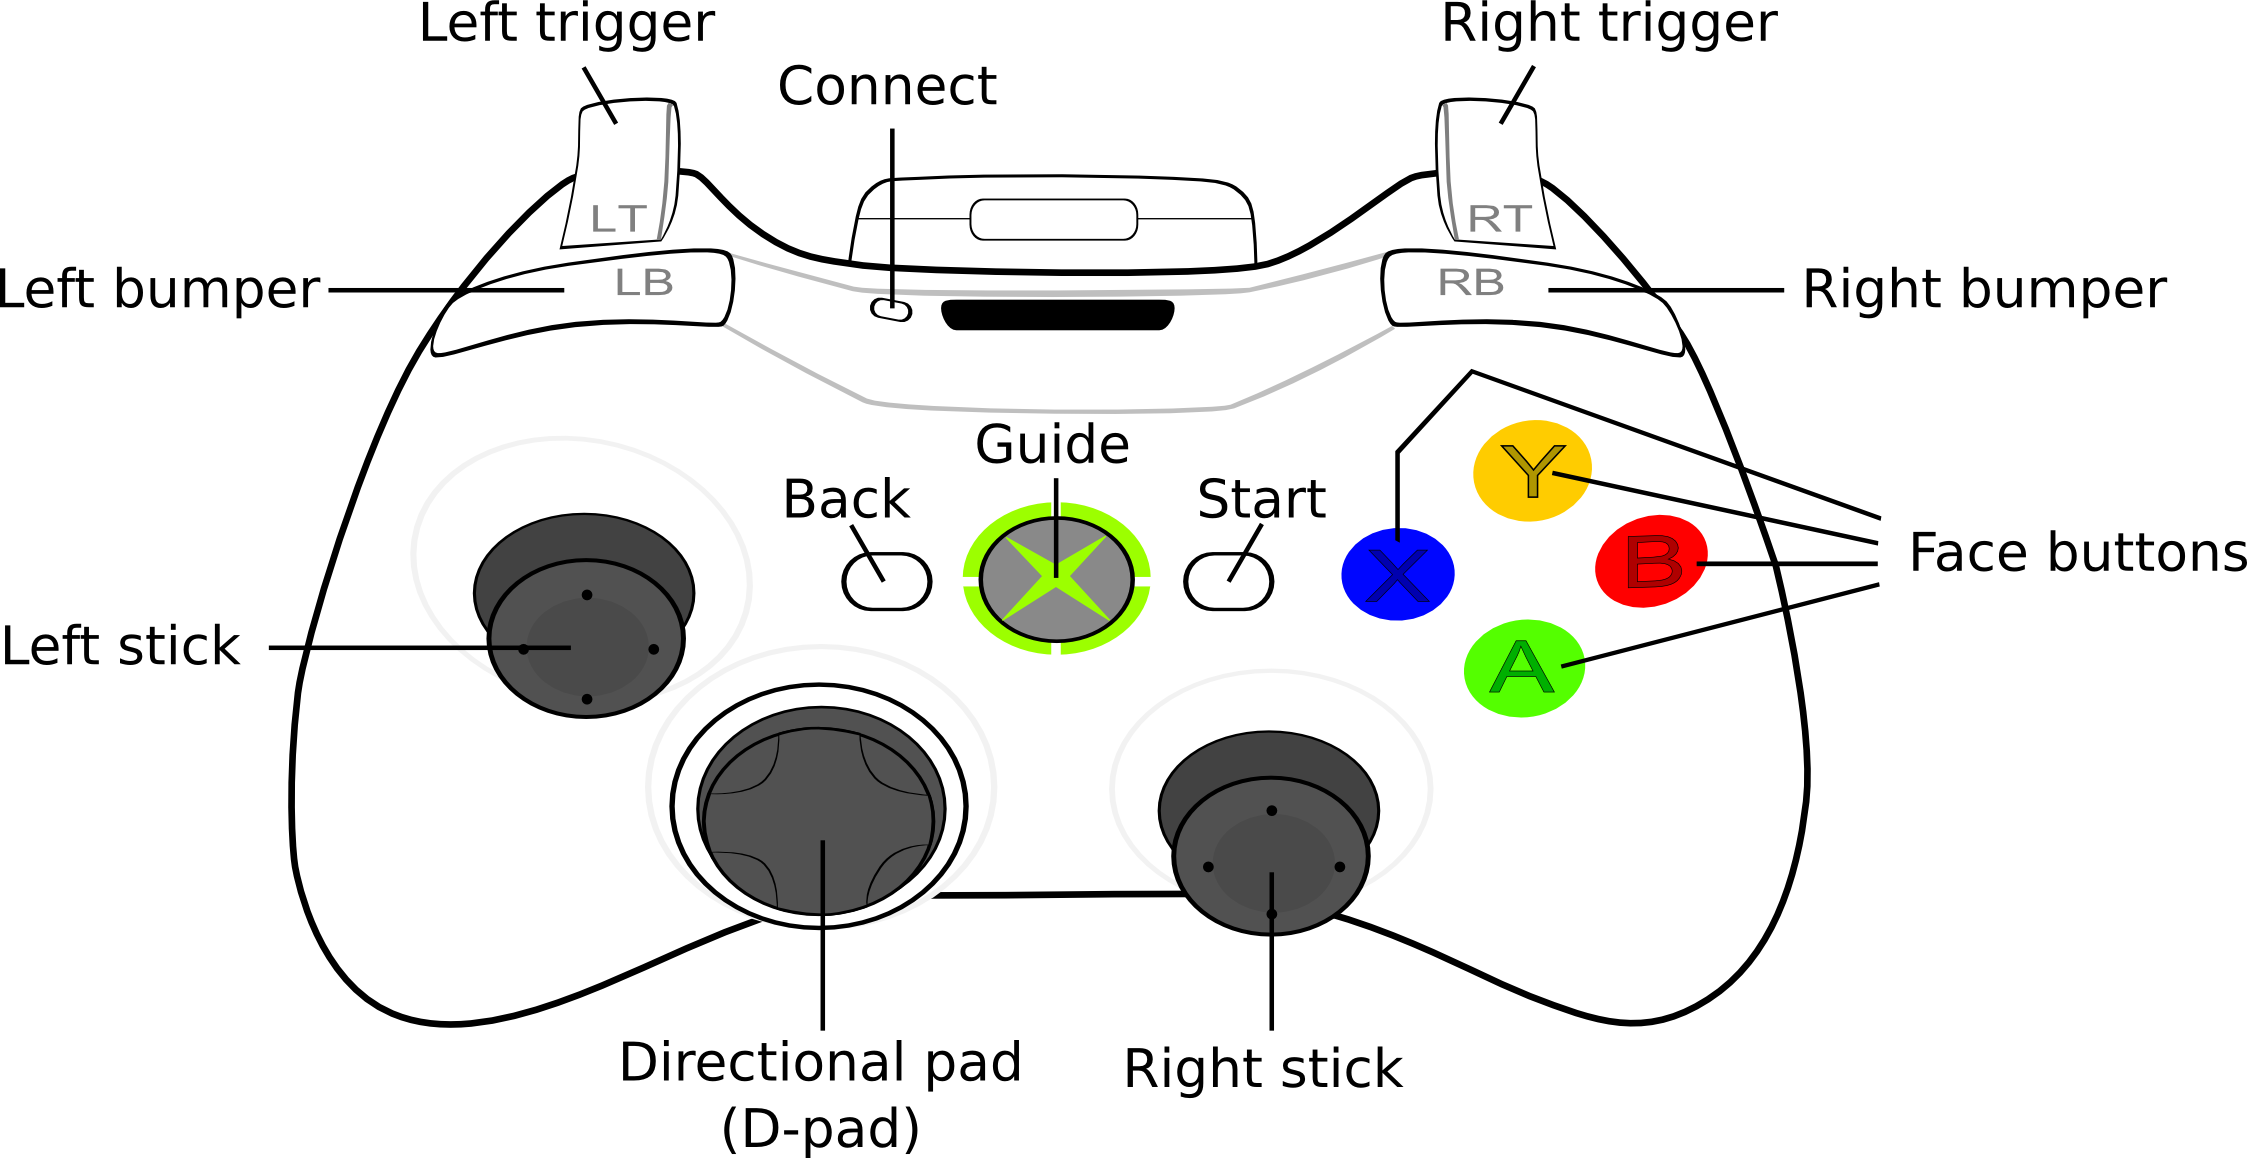 Left trigger
Right trigger
Connect
LT
RT
Left bumper
LB
RB
Right bumper
Guide
Back
Start
Y
X
B
A
Face buttons
Left stick
Directional pad
(D-pad)
Right stick